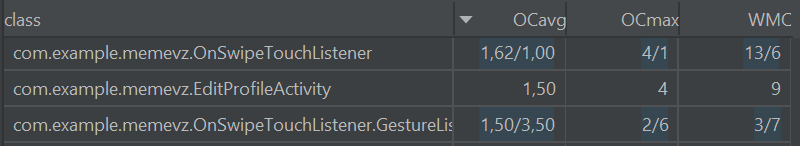 class OCavg OCmax WMC
com.example.memevz.OnSwipeTouchListener 1,62/1,00 4/1 13/6
com.example.memevz.EditProfileActivity 1,50 4 9
com.example.memevz.OnSwipeTouchListener.GestureLis 1,50/3,50 2/6 3/7